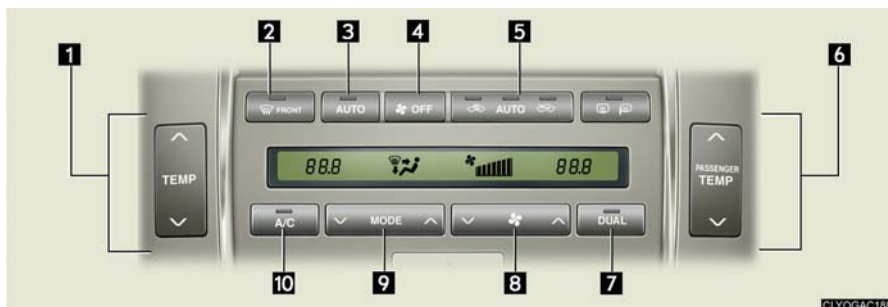 2 3 4 5
1 6
FRONT AUTO OFF AUTO
88.8 88.8
TEMP PASSENGER
TEMP
A/C MODE DUAL
10 9 8 7